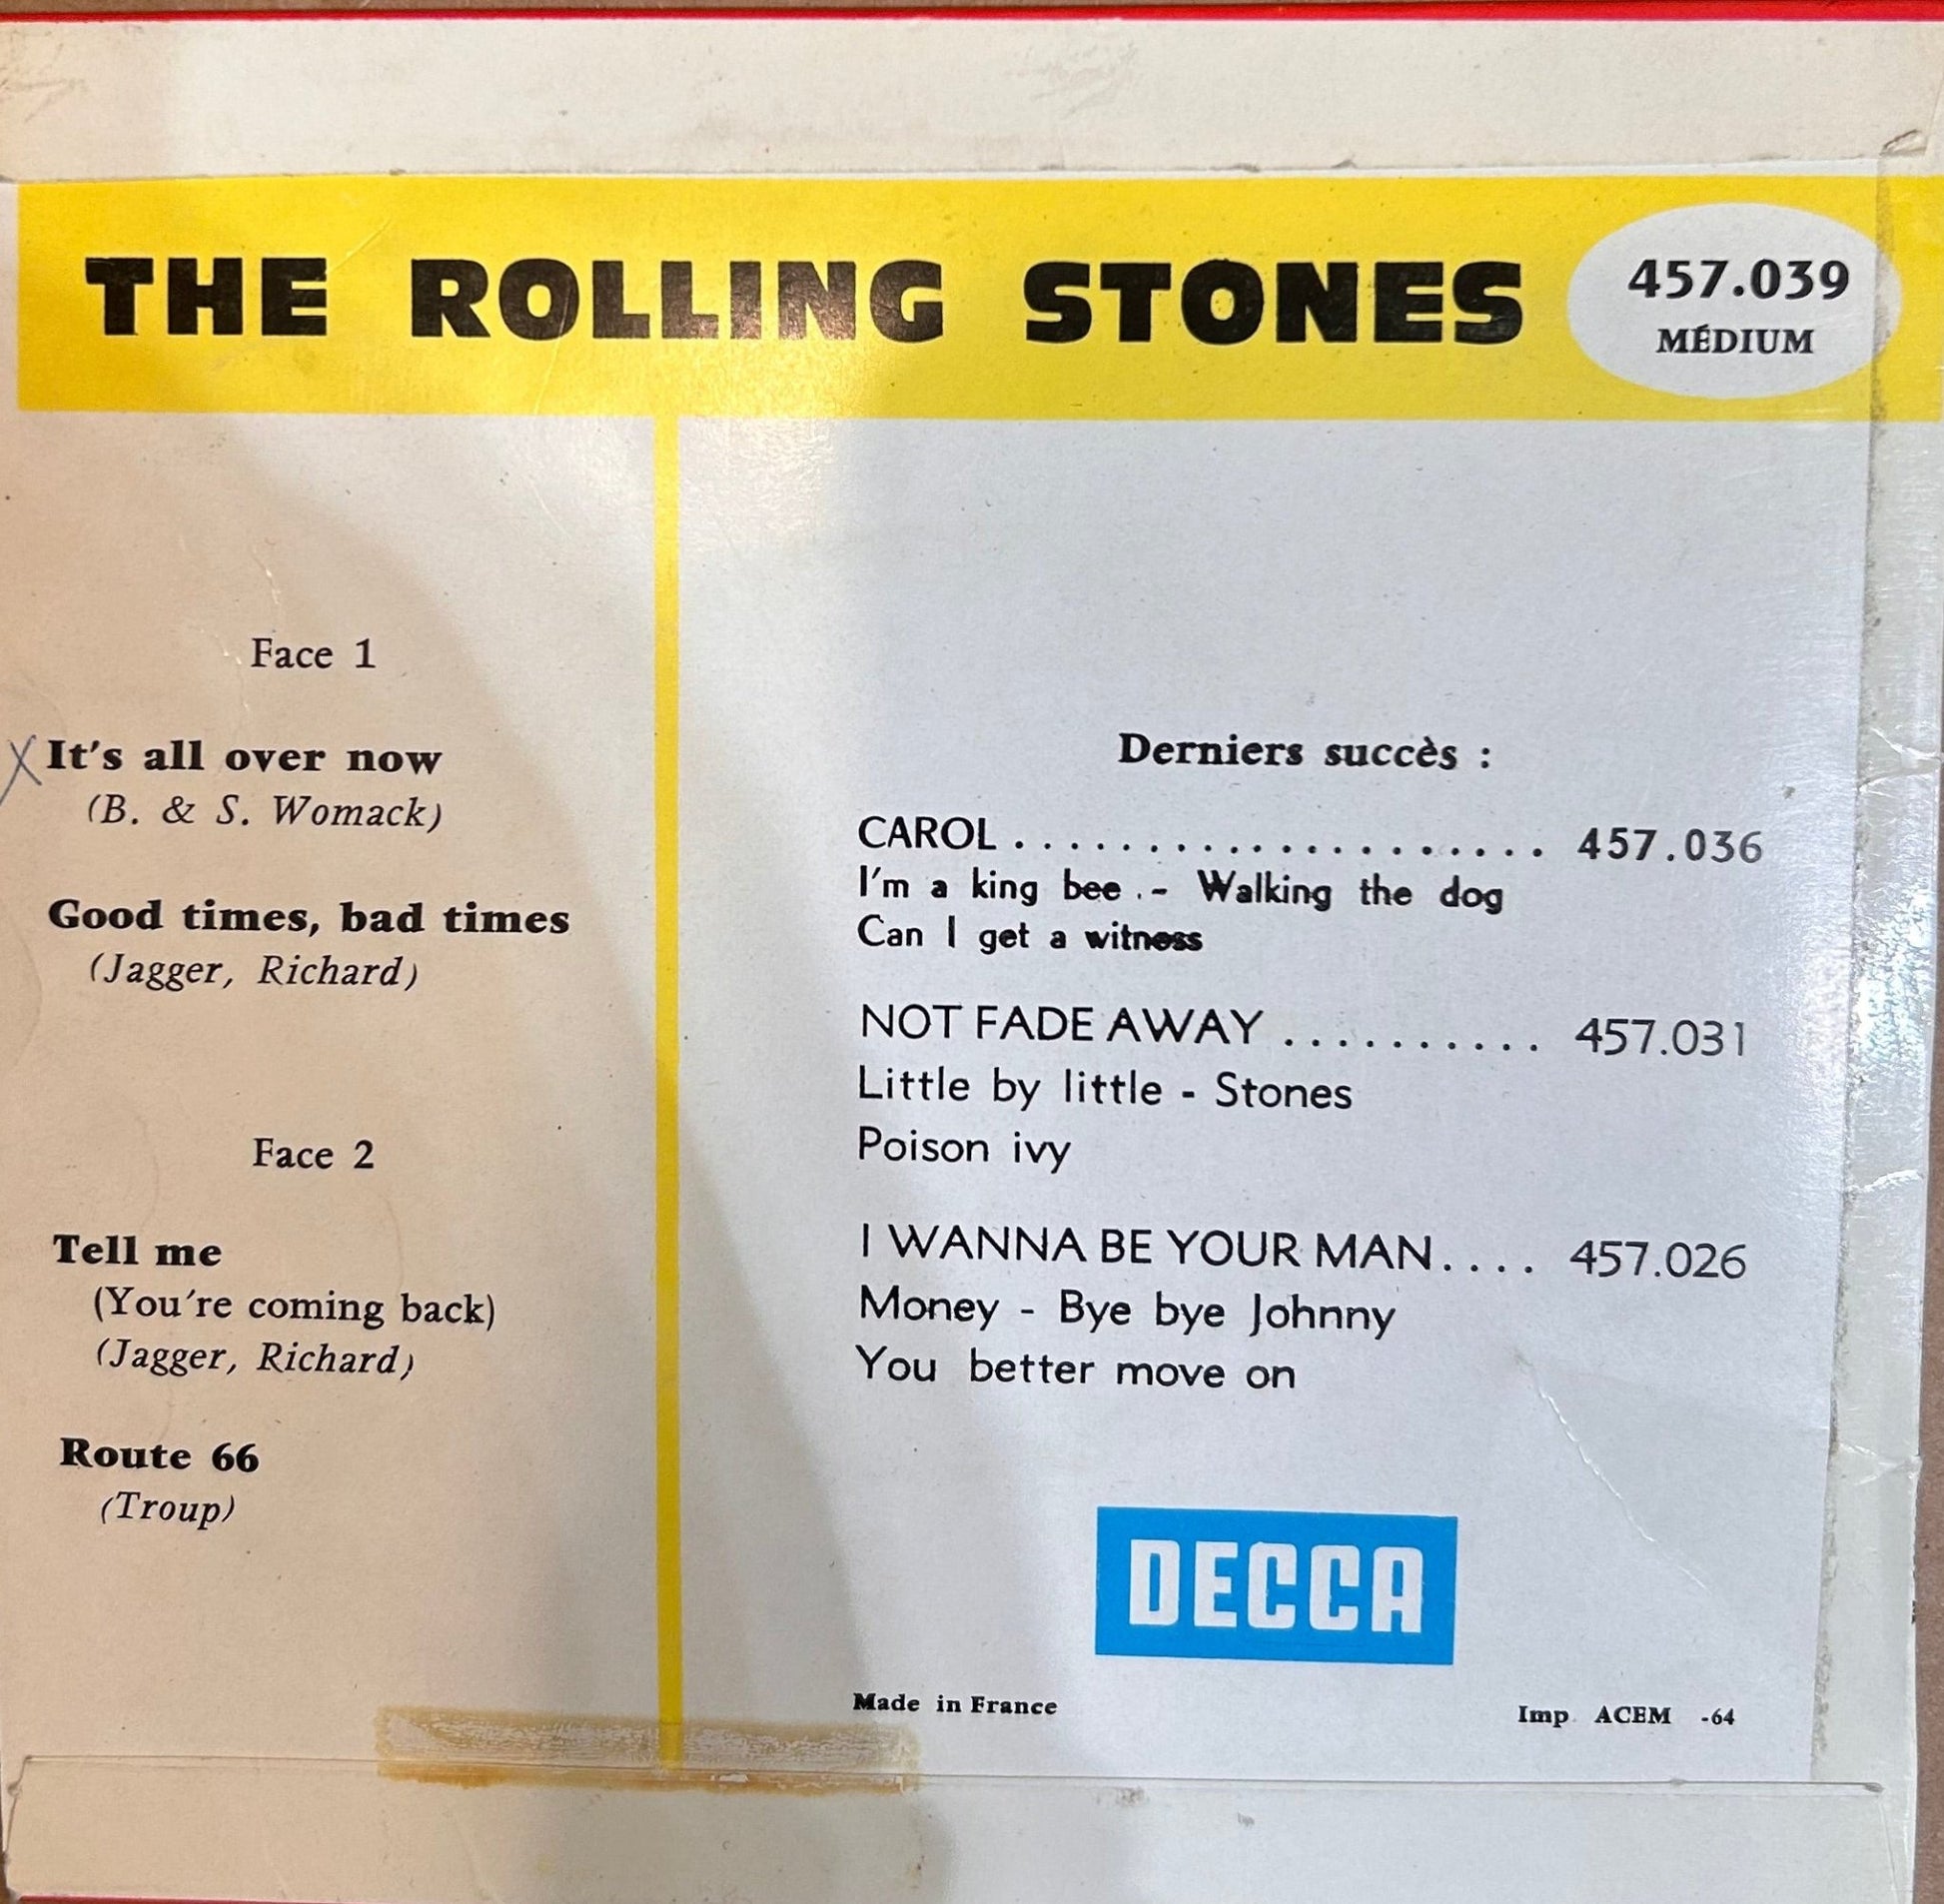 THE ROLLING STONES
457.039
MÉDIUM
Face 1
X It's all over now
(B. & S. Womack)
Good times, bad times
(Jagger, Richard)
Face 2
Tell me
(You're coming back)
(Jagger, Richard)
Route 66
(Troup)
Derniers succès :
CAROL . . . . . . . . . . . . . . . . . . . . 457.036
I'm a king bee .- Walking the dog
Can I get a witness
NOT FADE AWAY . . . . . . . . . . 457.031
Little by little - Stones
Poison ivy
I WANNA BE YOUR MAN. . . . 457.026
Money - Bye bye Johnny
You better move on
DECCA
Made in France
Imp. ACEM -64